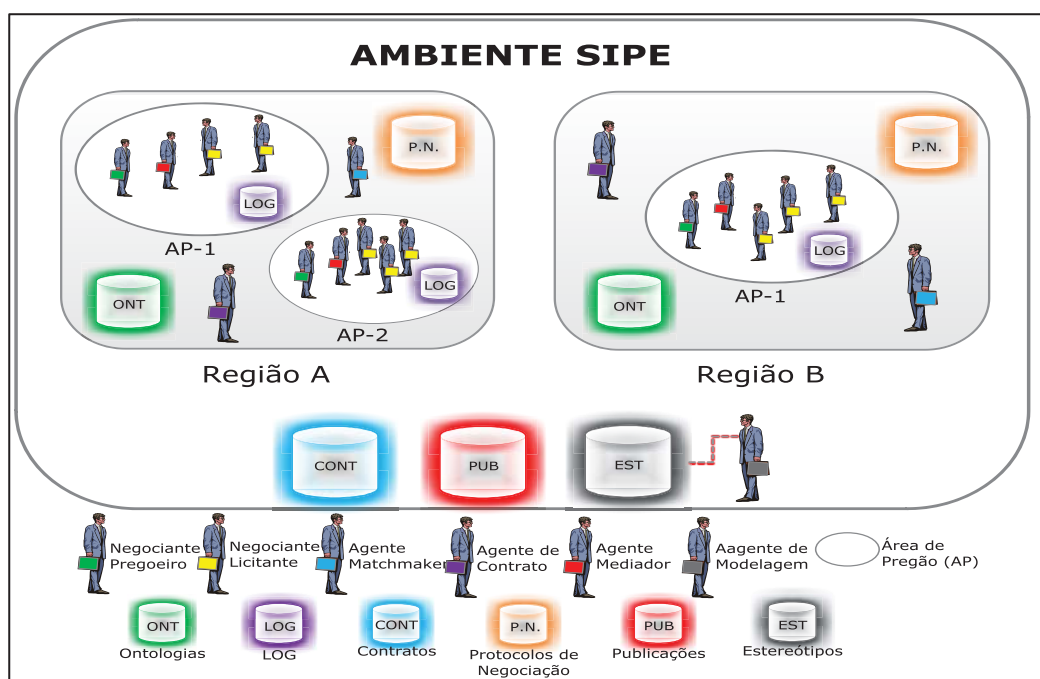 AMBIENTE SIPE
P.N.
LOG
AP-1
LOG
ONT
AP-2
Região A
P.N.
LOG
AP-1
ONT
Região B
CONT
PUB
EST
Negociante
Pregoeiro
Negociante
Licitante
Agente
Matchmaker
Agente de
Contrato
Agente
Mediador
Aagente de
Modelagem
Área de
Pregão (AP)
ONT
Ontologias
LOG
LOG
CONT
Contratos
P.N.
Protocolos de
Negociação
PUB
Publicações
EST
Estereótipos